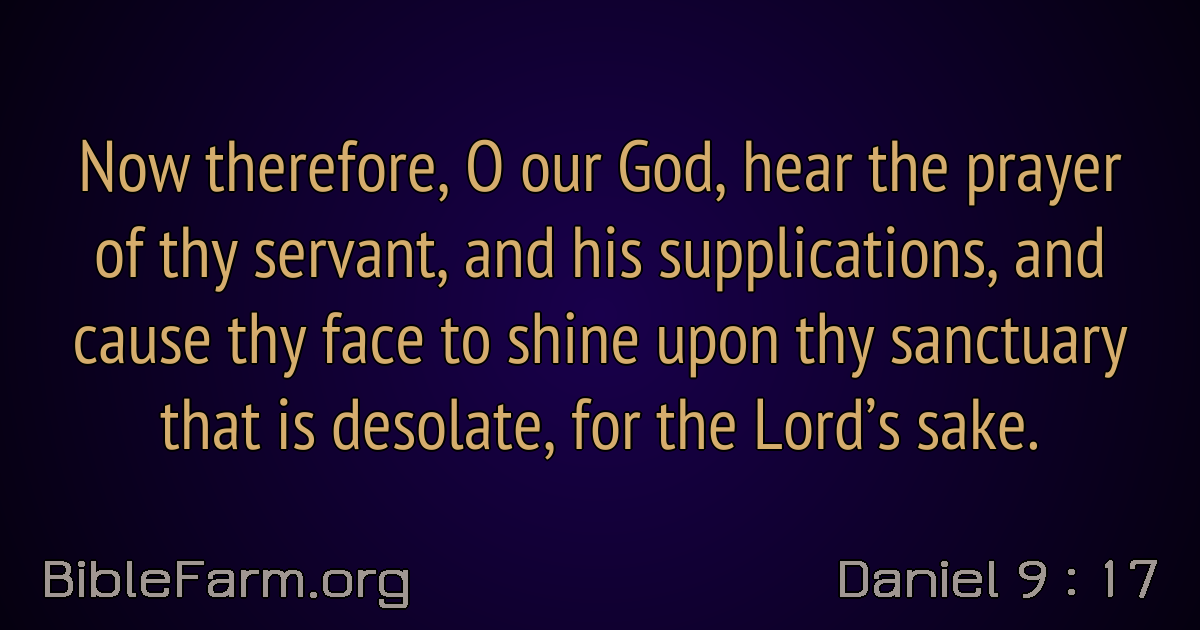 Now therefore, O our God, hear the prayer
of thy servant, and his supplications, and
cause thy face to shine upon thy sanctuary
that is desolate, for the Lord’s sake.
BibleFarm.org
Daniel 9 : 17